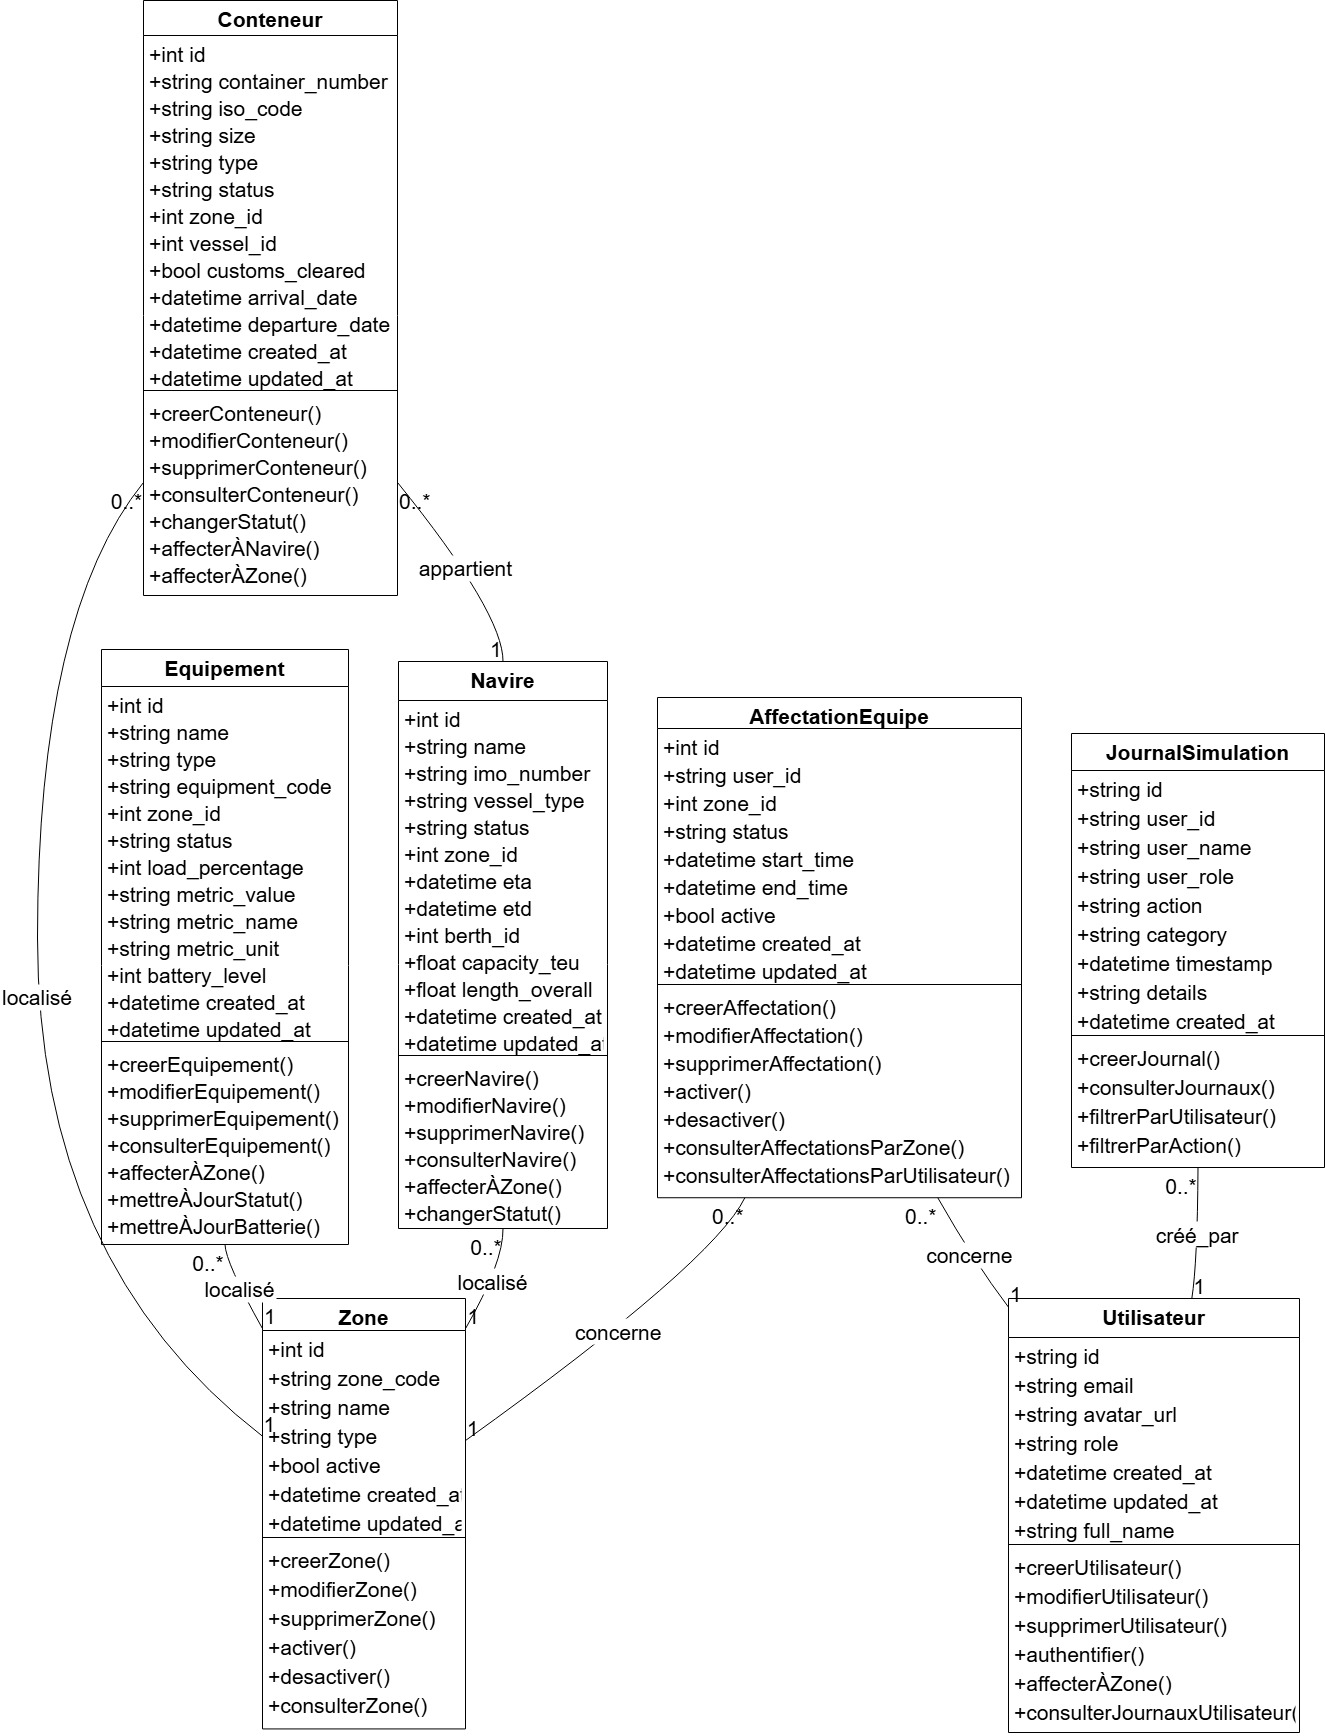 Conteneur
+int id
+string container_number
+string iso_code
+string size
+string type
+string status
+int zone_id
+int vessel_id
+bool customs_cleared
+datetime arrival_date
+datetime departure_date
+datetime created_at
+datetime updated_at
+creerConteneur()
+modifierConteneur()
+supprimerConteneur()
+consulterConteneur()
+changerStatut()
+affecterÀNavire()
+affecterÀZone()
0..*
0..*
appartient
1
localisé
1
Equipement
+int id
+string name
+string type
+string equipment_code
+int zone_id
+string status
+int load_percentage
+string metric_value
+string metric_name
+string metric_unit
+int battery_level
+datetime created_at
+datetime updated_at
+creerEquipement()
+modifierEquipement()
+supprimerEquipement()
+consulterEquipement()
+affecterÀZone()
+mettreÀJourStatut()
+mettreÀJourBatterie()
0..*
localisé
1
Navire
+int id
+string name
+string imo_number
+string vessel_type
+string status
+int zone_id
+datetime eta
+datetime etd
+int berth_id
+float capacity_teu
+float length_overall
+datetime created_at
+datetime updated_a
+creerNavire()
+modifierNavire()
+supprimerNavire()
+consulterNavire()
+affecterÀZone()
+changerStatut()
0..*
localisé
1
AffectationEquipe
+int id
+string user_id
+int zone_id
+string status
+datetime start_time
+datetime end_time
+bool active
+datetime created_at
+datetime updated_at
+creerAffectation()
+modifierAffectation()
+supprimerAffectation()
+activer()
+desactiver()
+consulterAffectationsParZone()
+consulterAffectationsParUtilisateur()
0..*
concerne
1
0..*
concerne
1
JournalSimulation
+string id
+string user_id
+string user_name
+string user_role
+string action
+string category
+datetime timestamp
+string details
+datetime created_at
+creerJournal()
+consulterJournaux()
+filtrerParUtilisateur()
+filtrerParAction()
0..*
créé_par
1
Zone
+int id
+string zone_code
+string name
+string type
+bool active
+datetime created_a
+datetime updated_a
+creerZone()
+modifierZone()
+supprimerZone()
+activer()
+desactiver()
+consulterZone()
Utilisateur
+string id
+string email
+string avatar_url
+string role
+datetime created_at
+datetime updated_at
+string full_name
+creerUtilisateur()
+modifierUtilisateur()
+supprimerUtilisateur()
+authentifier()
+affecterÀZone()
+consulterJournauxUtilisateur(